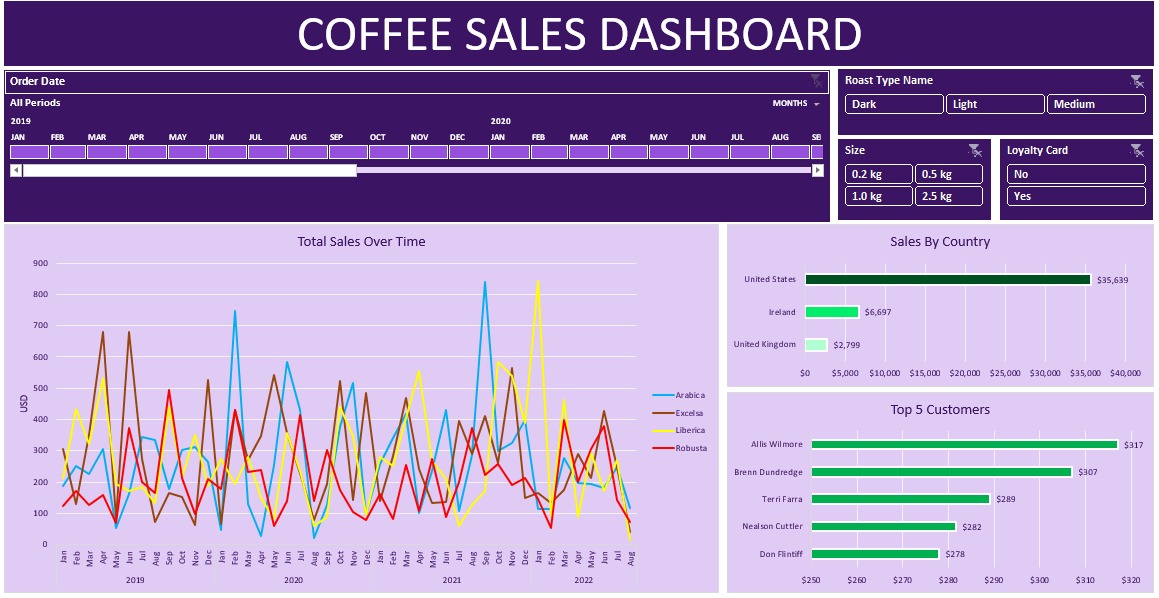 COFFEE SALES DASHBOARD
Order Date
All Periods
MONTHS
2019 2020
JAN FEB MAR APR MAY JUN JUL AUG SEP OCT NOV DEC JAN FEB MAR APR MAY JUN JUL AUG SE
Roast Type Name
Dark Light Medium
Size
0.2 kg 0.5 kg
1.0 kg 2.5 kg
Loyalty Card
No
Yes
Total Sales Over Time
USD
900
800
700
600
500
400
300
200
100
0
Jan Feb Mar Apr May Jun Jul Aug Sep Oct Nov Dec Jan Feb Mar Apr May Jun Jul Aug Sep Oct Nov Dec Jan Feb Mar Apr May Jun Jul Aug Sep Oct Nov Dec Jan Feb Mar Apr May Jun Jul Aug
2019 2020 2021 2022
Arabica
Excelsa
Liberica
Robusta
Sales By Country
United States $35,639
Ireland $6,697
United Kingdom $2,799
$0 $5,000 $10,000 $15,000 $20,000 $25,000 $30,000 $35,000 $40,000
Top 5 Customers
Allis Wilmore $317
Brenn Dundredge $307
Terri Farra $289
Nealson Cuttler $282
Don Flintiff $278
$250 $260 $270 $280 $290 $300 $310 $320